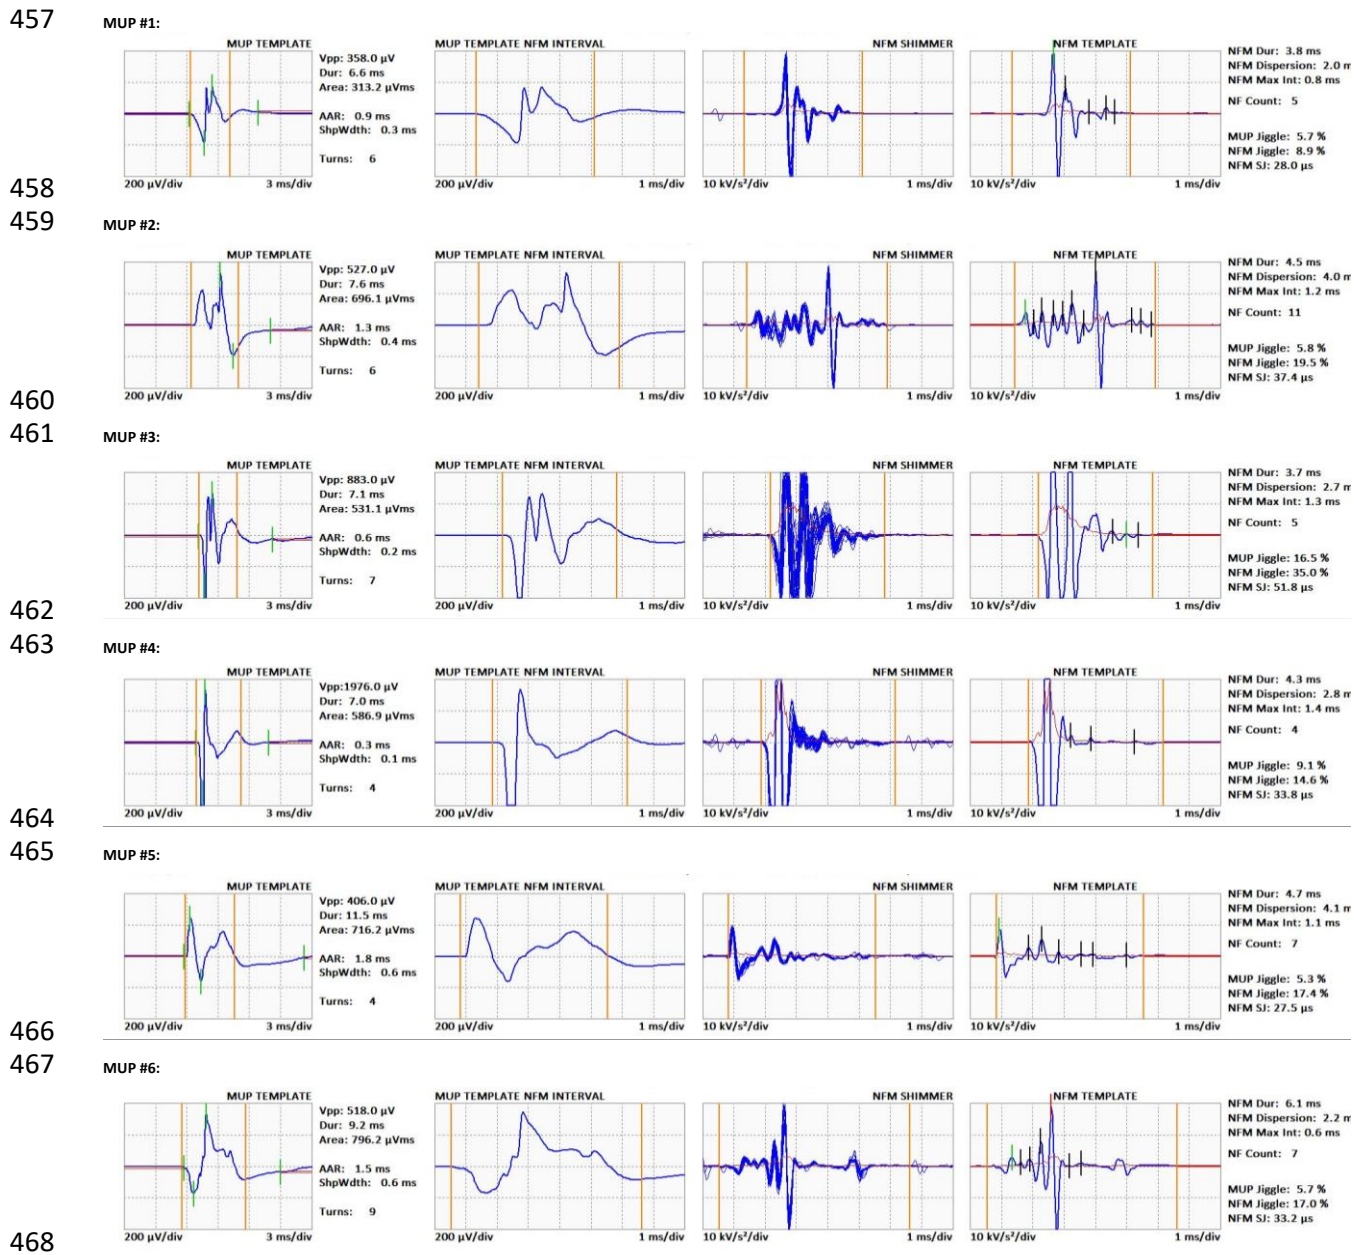 457 MUP #1:
MUP TEMPLATE MUP TEMPLATE NFM INTERVAL NFM SHIMMER NFM TEMPLATE
Vpp: 358.0 µV
Dur: 6.6 ms
Area: 313.2 µVms
AAR: 0.9 ms
ShpWdth: 0.3 ms
Turns: 6
NFM Dur: 3.8 ms
NFM Dispersion: 2.0 m
NFM Max Int: 0.8 ms
NF Count: 5
MUP Jiggle: 5.7 %
NFM Jiggle: 8.9 %
NFM SJ: 28.0 µs
200 µV/div 3 ms/div 200 µV/div 1 ms/div 10 kV/s²/div 1 ms/div 10 kV/s²/div 1 ms/div
458
459 MUP #2:
MUP TEMPLATE MUP TEMPLATE NFM INTERVAL NFM SHIMMER NFM TEMPLATE
Vpp: 527.0 µV
Dur: 7.6 ms
Area: 696.1 µVms
AAR: 1.3 ms
ShpWdth: 0.4 ms
Turns: 6
NFM Dur: 4.5 ms
NFM Dispersion: 4.0 m
NFM Max Int: 1.2 ms
NF Count: 11
MUP Jiggle: 5.8 %
NFM Jiggle: 19.5 %
NFM SJ: 37.4 µs
200 µV/div 3 ms/div 200 µV/div 1 ms/div 10 kV/s²/div 1 ms/div 10 kV/s²/div 1 ms/div
460
461 MUP #3:
MUP TEMPLATE MUP TEMPLATE NFM INTERVAL NFM SHIMMER NFM TEMPLATE
Vpp: 883.0 µV
Dur: 7.1 ms
Area: 531.1 µVms
AAR: 0.6 ms
ShpWdth: 0.2 ms
Turns: 7
NFM Dur: 3.7 ms
NFM Dispersion: 2.7 m
NFM Max Int: 1.3 ms
NF Count: 5
MUP Jiggle: 16.5 %
NFM Jiggle: 35.0 %
NFM SJ: 51.8 µs
200 µV/div 3 ms/div 200 µV/div 1 ms/div 10 kV/s²/div 1 ms/div 10 kV/s²/div 1 ms/div
462
463 MUP #4:
MUP TEMPLATE MUP TEMPLATE NFM INTERVAL NFM SHIMMER NFM TEMPLATE
Vpp:1976.0 µV
Dur: 7.0 ms
Area: 586.9 µVms
AAR: 0.3 ms
ShpWdth: 0.1 ms
Turns: 4
NFM Dur: 4.3 ms
NFM Dispersion: 2.8 m
NFM Max Int: 1.4 ms
NF Count: 4
MUP Jiggle: 9.1 %
NFM Jiggle: 14.6 %
NFM SJ: 33.8 µs
200 µV/div 3 ms/div 200 µV/div 1 ms/div 10 kV/s²/div 1 ms/div 10 kV/s²/div 1 ms/div
464
465 MUP #5:
MUP TEMPLATE MUP TEMPLATE NFM INTERVAL NFM SHIMMER NFM TEMPLATE
Vpp: 406.0 µV
Dur: 11.5 ms
Area: 716.2 µVms
AAR: 1.8 ms
ShpWdth: 0.6 ms
Turns: 4
NFM Dur: 4.7 ms
NFM Dispersion: 4.1 m
NFM Max Int: 1.1 ms
NF Count: 7
MUP Jiggle: 5.3 %
NFM Jiggle: 17.4 %
NFM SJ: 27.5 µs
200 µV/div 3 ms/div 200 µV/div 1 ms/div 10 kV/s²/div 1 ms/div 10 kV/s²/div 1 ms/div
466
467 MUP #6:
MUP TEMPLATE MUP TEMPLATE NFM INTERVAL NFM SHIMMER NFM TEMPLATE
Vpp: 518.0 µV
Dur: 9.2 ms
Area: 796.2 µVms
AAR: 1.5 ms
ShpWdth: 0.6 ms
Turns: 9
NFM Dur: 6.1 ms
NFM Dispersion: 2.2 m
NFM Max Int: 0.6 ms
NF Count: 7
MUP Jiggle: 5.7 %
NFM Jiggle: 17.0 %
NFM SJ: 33.2 µs
200 µV/div 3 ms/div 200 µV/div 1 ms/div 10 kV/s²/div 1 ms/div 10 kV/s²/div 1 ms/div
468